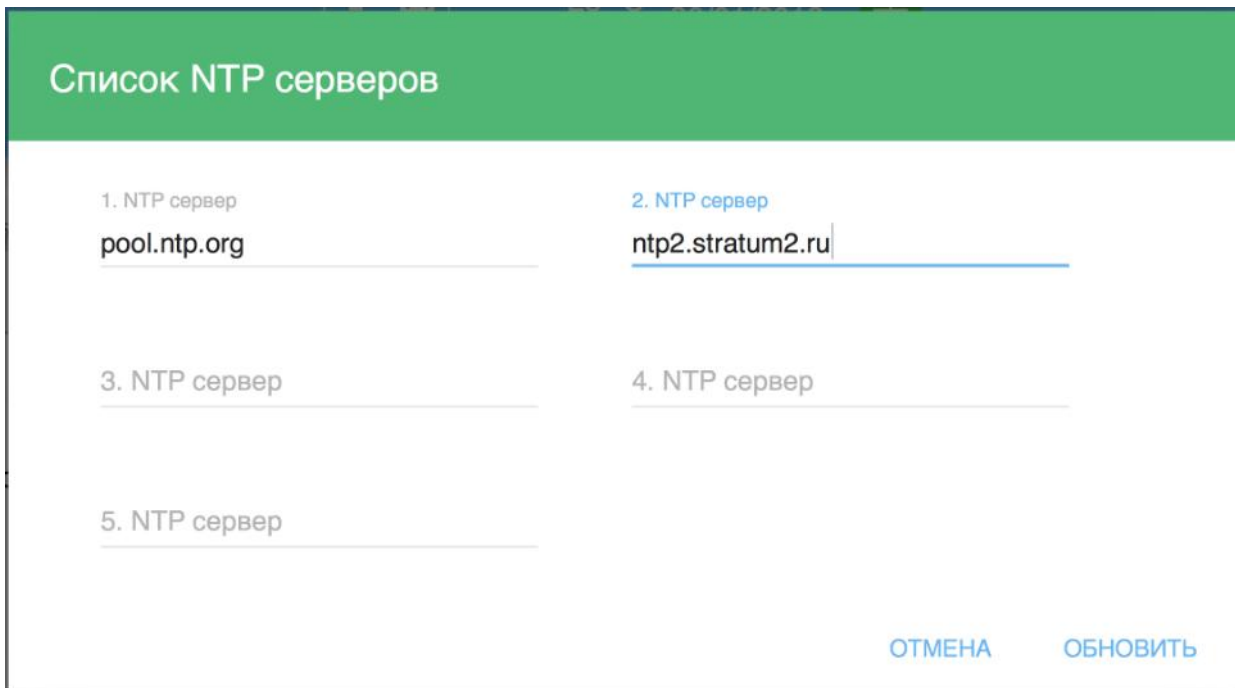 Список NTP серверов
1. NTP сервер
2. NTP сервер
pool.ntp.org
ntp2.stratum2.ru
3. NTP сервер
4. NTP сервер
5. NTP сервер
ОТМЕНА
ОБНОВИТЬ